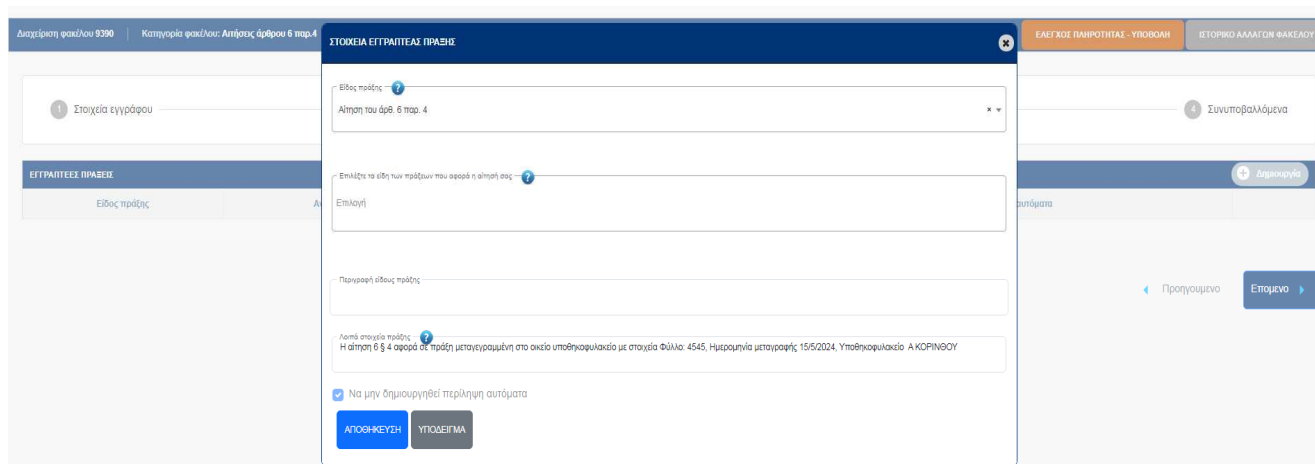 Διαχείριση φακέλου 9390
Κατηγορία φακέλου: Αιτήσεις άρθρου 6 παρ.4
ΣΤΟΙΧΕΙΑ ΕΓΓΡΑΠΤΕΑΣ ΠΡΑΞΗΣ
ΕΛΕΓΧΟΣ ΠΛΗΡΟΤΗΤΑΣ - ΥΠΟΒΟΛΗ
ΙΣΤΟΡΙΚΟ ΑΛΛΑΓΩΝ ΦΑΚΕΛΟΥ
Είδος πράξης ?
Αίτηση του άρθ. 6 παρ. 4
1 Στοιχεία εγγράφου
4 Συνυποβαλλόμενα
ΕΓΓΡΑΠΤΕΕΣ ΠΡΑΞΕΙΣ
Επιλέξτε τα είδη των πράξεων που αφορά η αίτησή σας ?
Δημιουργία
Είδος πράξης
Επιλογή
αυτόματα
Περιγραφή είδους πράξης
Προηγουμενο
Επομενο
Λοιπά στοιχεία πράξης ?
Η αίτηση 6 § 4 αφορά σε πράξη μεταγεγραμμένη στο οικείο υποθηκοφυλακείο με στοιχεία Φύλλο: 4545, Ημερομηνία μεταγραφής 15/5/2024, Υποθηκοφυλακείο Α ΚΟΡΙΝΘΟΥ
Να μην δημιουργηθεί περίληψη αυτόματα
ΑΠΟΘΗΚΕΥΣΗ
ΥΠΟΔΕΙΓΜΑ